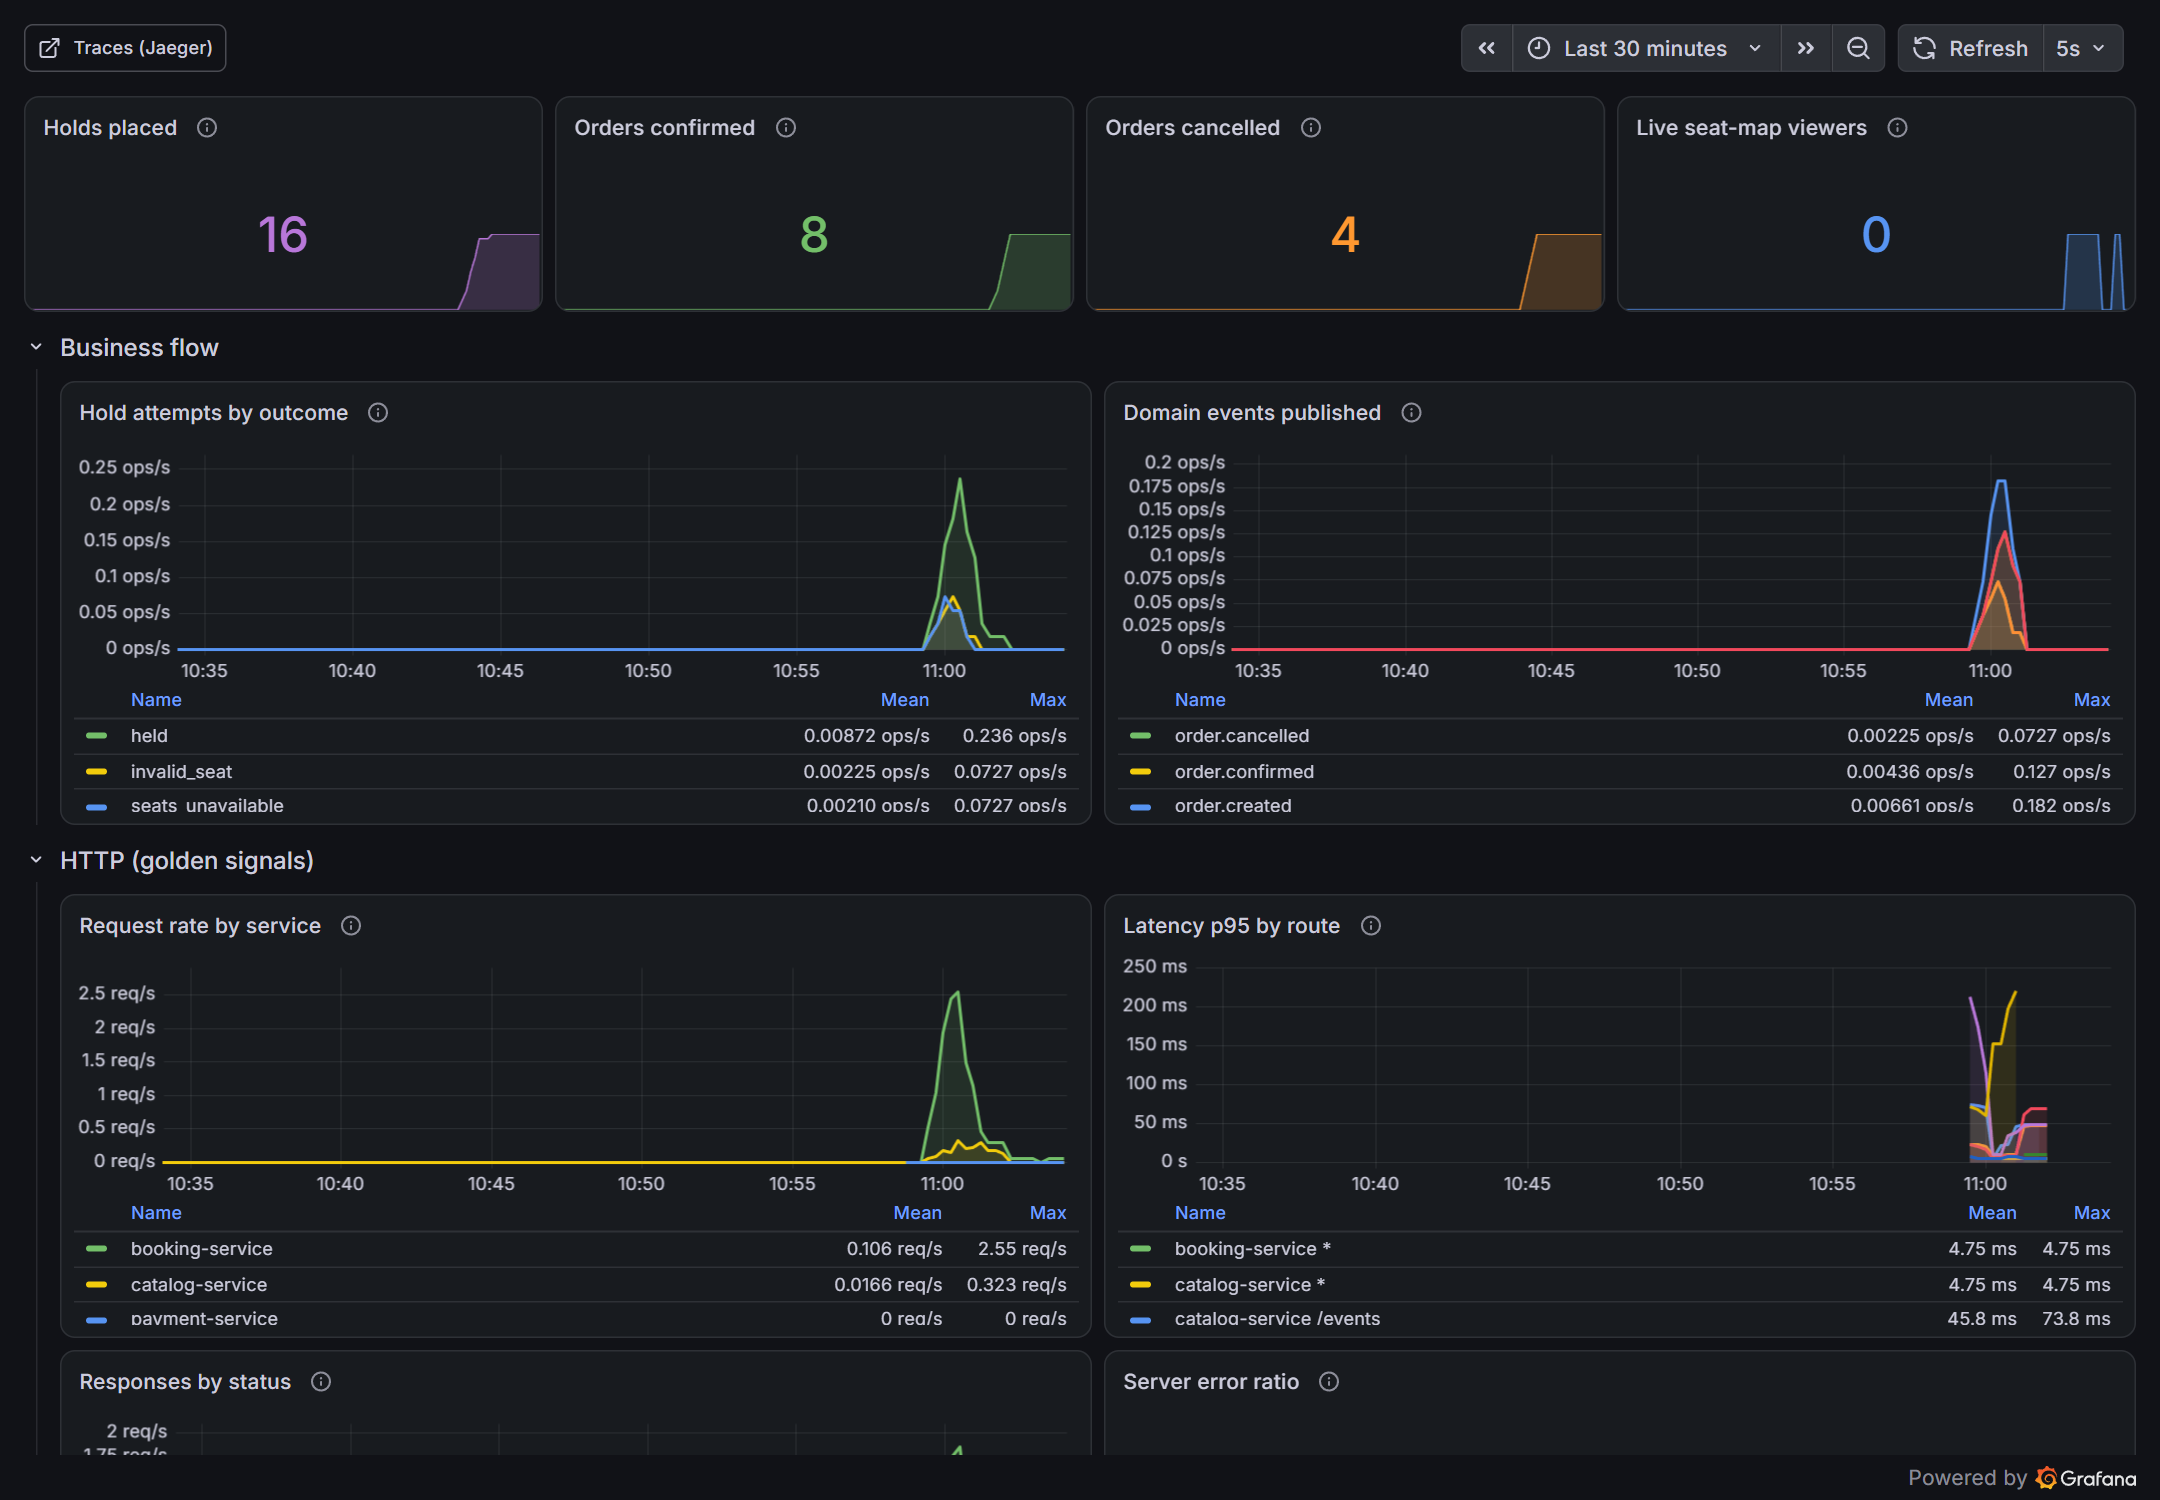 Traces (Jaeger)
Last 30 minutes
Refresh
5s
Holds placed
16
Orders confirmed
8
Orders cancelled
4
Live seat-map viewers
0
Business flow
Hold attempts by outcome
0.25 ops/s
0.2 ops/s
0.15 ops/s
0.1 ops/s
0.05 ops/s
0 ops/s
10:35 10:40 10:45 10:50 10:55 11:00
Name Mean Max
held 0.00872 ops/s 0.236 ops/s
invalid_seat 0.00225 ops/s 0.0727 ops/s
seats_unavailable 0.00210 ops/s 0.0727 ops/s
Domain events published
0.2 ops/s
0.175 ops/s
0.15 ops/s
0.125 ops/s
0.1 ops/s
0.075 ops/s
0.05 ops/s
0.025 ops/s
0 ops/s
10:35 10:40 10:45 10:50 10:55 11:00
Name Mean Max
order.cancelled 0.00225 ops/s 0.0727 ops/s
order.confirmed 0.00436 ops/s 0.127 ops/s
order.created 0.00661 ops/s 0.182 ops/s
HTTP (golden signals)
Request rate by service
2.5 req/s
2 req/s
1.5 req/s
1 req/s
0.5 req/s
0 req/s
10:35 10:40 10:45 10:50 10:55 11:00
Name Mean Max
booking-service 0.106 req/s 2.55 req/s
catalog-service 0.0166 req/s 0.323 req/s
payment-service 0 req/s 0 req/s
Latency p95 by route
250 ms
200 ms
150 ms
100 ms
50 ms
0 s
10:35 10:40 10:45 10:50 10:55 11:00
Name Mean Max
booking-service * 4.75 ms 4.75 ms
catalog-service * 4.75 ms 4.75 ms
catalog-service /events 45.8 ms 73.8 ms
Responses by status
2 req/s
1.75 req/s
Server error ratio
Powered by Grafana